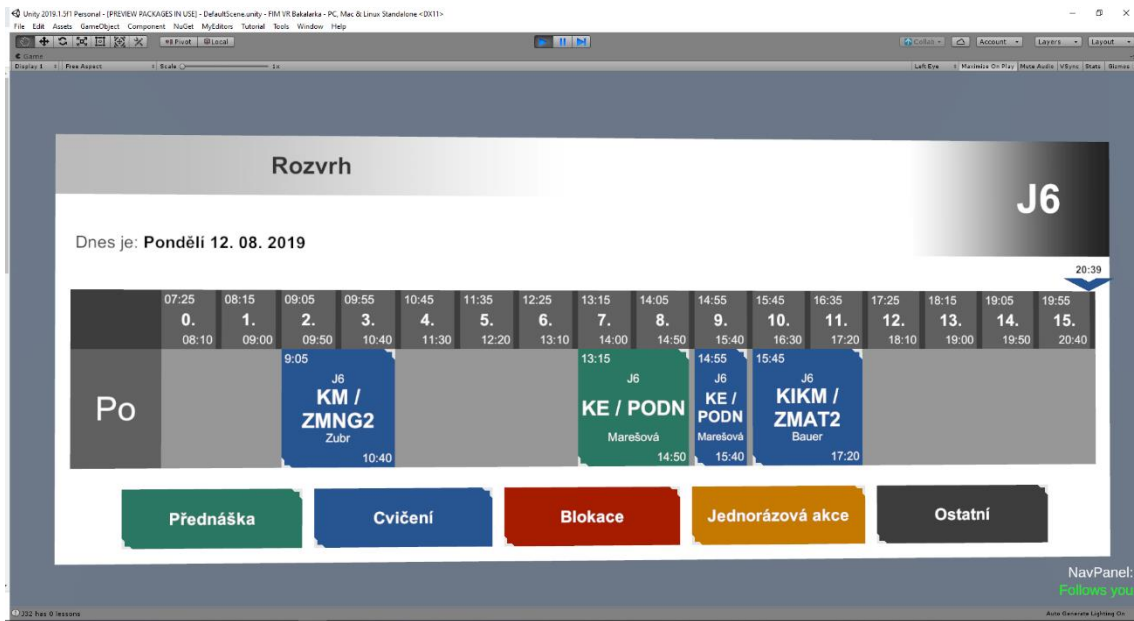 Unity 2019.1.5f1 Personal - [PREVIEW PACKAGES IN USE] - DefaultScene.unity - FIM VR Bakalarka - PC, Mac & Linux Standalone <DX11>
File Edit Assets GameObject Component NuGet MyEditors Tutorial Tools Window Help
Pivot Local Collab Account Layers Layout
Game
Display 1 Free Aspect Scale 1x Left Eye Maximize On Play Mute Audio VSync Stats Gizmos
Rozvrh
J6
Dnes je: Pondělí 12. 08. 2019
20:39
07:25 08:15 09:05 09:55 10:45 11:35 12:25 13:15 14:05 14:55 15:45 16:35 17:25 18:15 19:05 19:55
0. 1. 2. 3. 4. 5. 6. 7. 8. 9. 10. 11. 12. 13. 14. 15.
08:10 09:00 09:50 10:40 11:30 12:20 13:10 14:00 14:50 15:40 16:30 17:20 18:10 19:00 19:50 20:40
Po
9:05
J6
KM /
ZMNG2
Zubr
10:40
13:15
J6
KE / PODN
Marešová
14:50
14:55
J6
KE /
PODN
Marešová
15:40
15:45
J6
KIKM /
ZMAT2
Bauer
17:20
Přednáška Cvičení Blokace Jednorázová akce Ostatní
NavPanel:
Follows you
has 0 lessons Auto Generate Lighting On